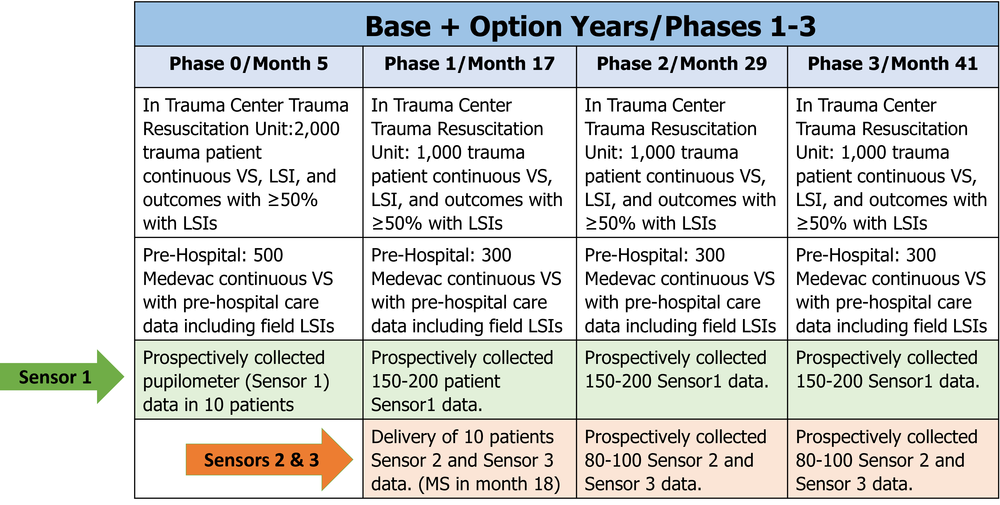 Base + Option Years/Phases 1-3
Phase 0/Month 5
Phase 1/Month 17
Phase 2/Month 29
Phase 3/Month 41
In Trauma Center Trauma
Resuscitation Unit:2,000
trauma patient
continuous VS, LSI, and
outcomes with ≥50%
with LSIs
In Trauma Center
Trauma Resuscitation
Unit: 1,000 trauma
patient continuous VS,
LSI, and outcomes with
≥50% with LSIs
In Trauma Center
Trauma Resuscitation
Unit: 1,000 trauma
patient continuous VS,
LSI, and outcomes with
≥50% with LSIs
In Trauma Center
Trauma Resuscitation
Unit: 1,000 trauma
patient continuous VS,
LSI, and outcomes with
≥50% with LSIs
Pre-Hospital: 500
Medevac continuous VS
with pre-hospital care
data including field LSIs
Pre-Hospital: 300
Medevac continuous VS
with pre-hospital care
data including field LSIs
Pre-Hospital: 300
Medevac continuous VS
with pre-hospital care
data including field LSIs
Pre-Hospital: 300
Medevac continuous VS
with pre-hospital care
data including field LSIs
Sensor 1
Prospectively collected
pupilometer (Sensor 1)
data in 10 patients
Prospectively collected
150-200 patient
Sensor1 data.
Prospectively collected
150-200 Sensor1 data.
Prospectively collected
150-200 Sensor1 data.
Sensors 2 & 3
Delivery of 10 patients
Sensor 2 and Sensor 3
data. (MS in month 18)
Prospectively collected
80-100 Sensor 2 and
Sensor 3 data.
Prospectively collected
80-100 Sensor 2 and
Sensor 3 data.